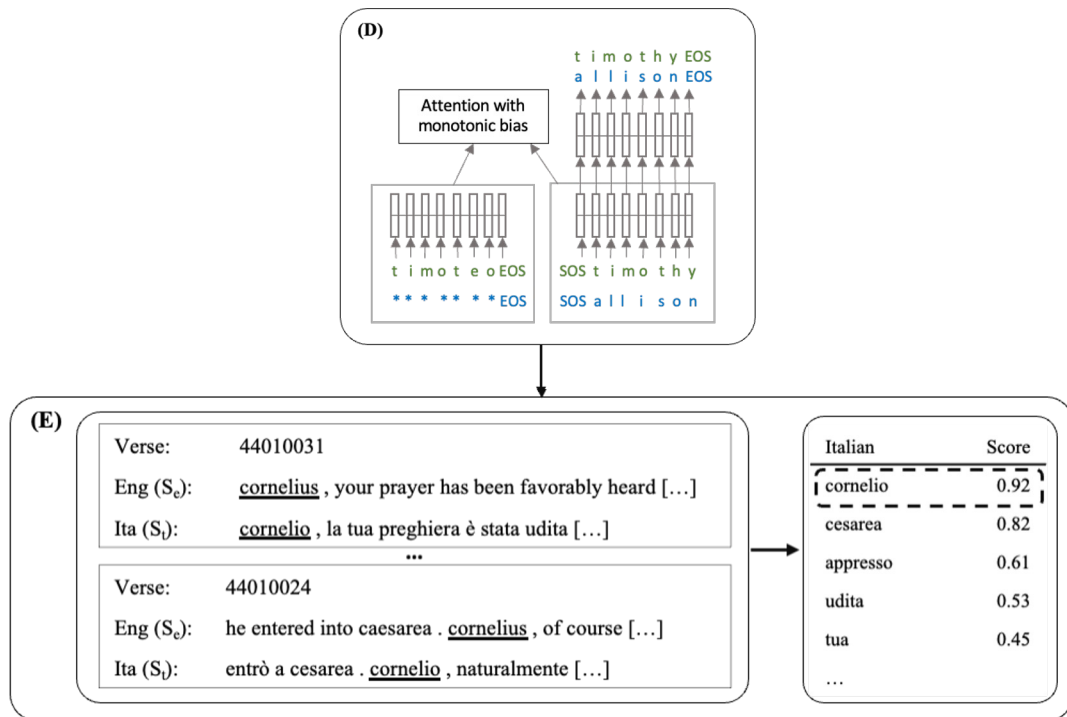 (D)
t i m o t h y EOS
a l l i s o n EOS
Attention with
monotonic bias
t i m o t e o EOS
* * * * * * * EOS
SOS t i m o t h y
SOS a l l i s o n
(E)
Verse: 44010031
Eng (Sₑ): cornelius , your prayer has been favorably heard […]
Ita (Sₜ): cornelio , la tua preghiera è stata udita […]
...
Verse: 44010024
Eng (Sₑ): he entered into caesarea . cornelius , of course […]
Ita (Sₜ): entrò a cesarea . cornelio , naturalmente […]
Italian Score
cornelio 0.92
cesarea 0.82
appresso 0.61
udita 0.53
tua 0.45
…